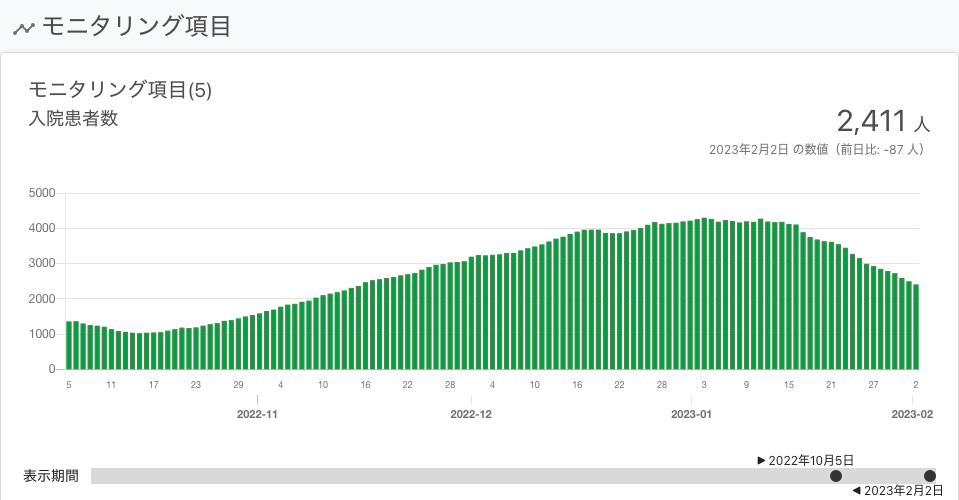 モニタリング項目
モニタリング項目(5)
入院患者数
2,411 人
2023年2月2日 の数値（前日比: -87 人）
5000
4000
3000
2000
1000
0
5 11 17 23 29 4 10 16 22 28 4 10 16 22 28 3 9 15 21 27 2
2022-11 2022-12 2023-01 2023-02
▶ 2022年10月5日
表示期間
◀ 2023年2月2日